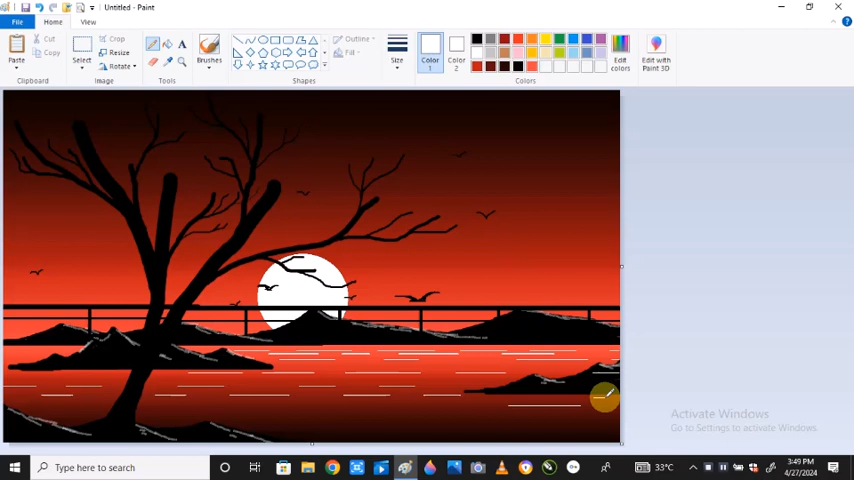 Untitled - Paint
File
Home
View
Paste
Cut
Copy
Clipboard
Select
Crop
Resize
Rotate
Image
A
Tools
Brushes
Outline
Fill
Shapes
Size
Color
1
Color
2
Edit
colors
Colors
Edit with
Paint 3D
Activate Windows
Go to Settings to activate Windows.
Type here to search
33°C
3:49 PM
4/27/2024